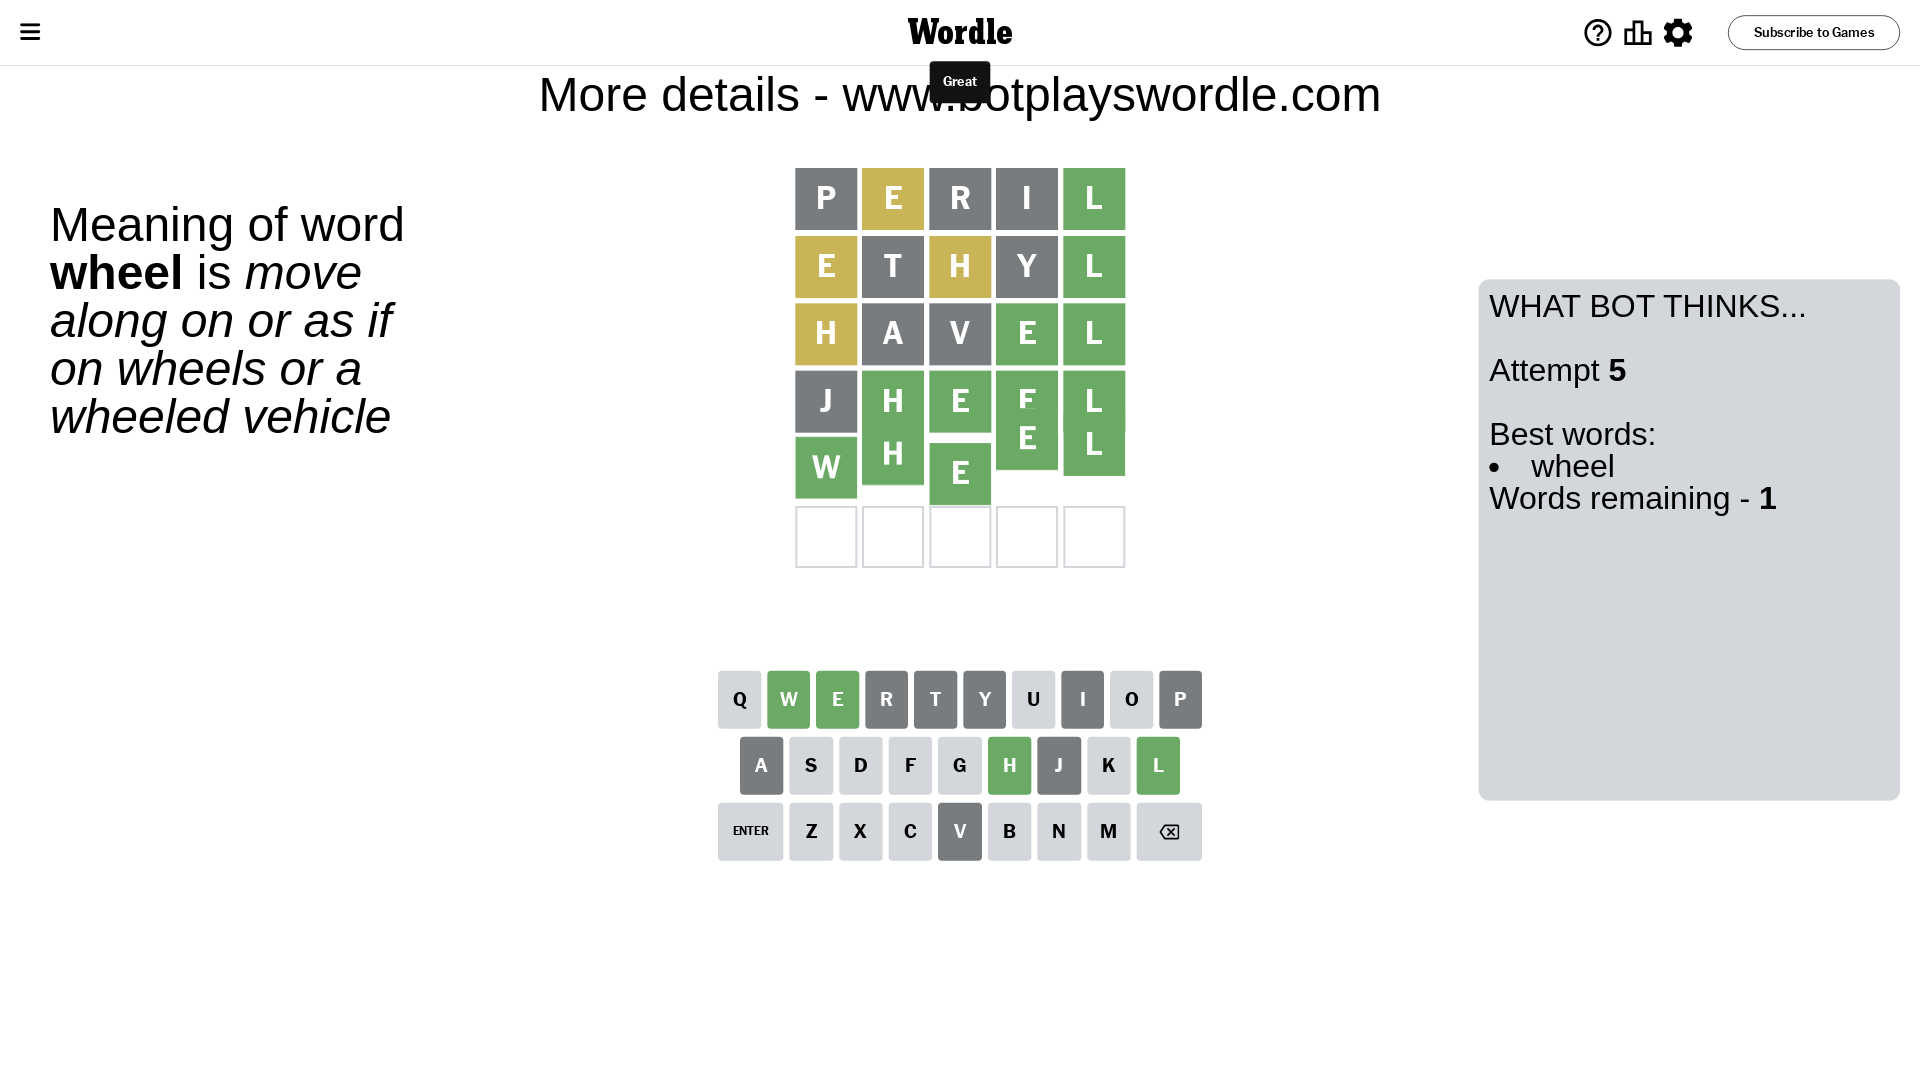 Wordle
Subscribe to Games
Great
More details - www.botplayswordle.com
Meaning of word
wheel is move
along on or as if
on wheels or a
wheeled vehicle
P E R I L
E T H Y L
H A V E L
J H E E L
W H E E L
WHAT BOT THINKS...
Attempt 5
Best words:
• wheel
Words remaining - 1
Q W E R T Y U I O P
A S D F G H J K L
ENTER Z X C V B N M